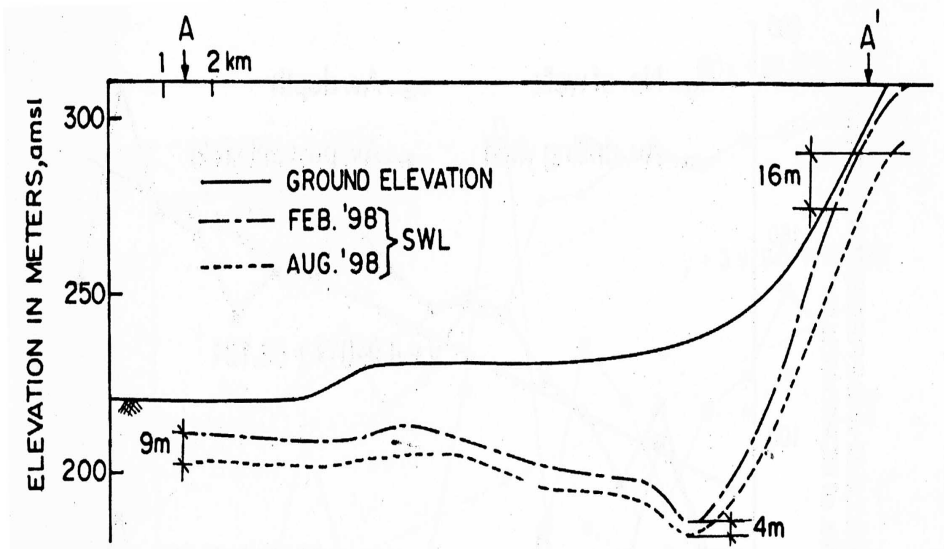 A
A'
1 2 km
ELEVATION IN METERS, amsl
300
250
200
GROUND ELEVATION
FEB. '98
AUG. '98
SWL
16m
9m
4m